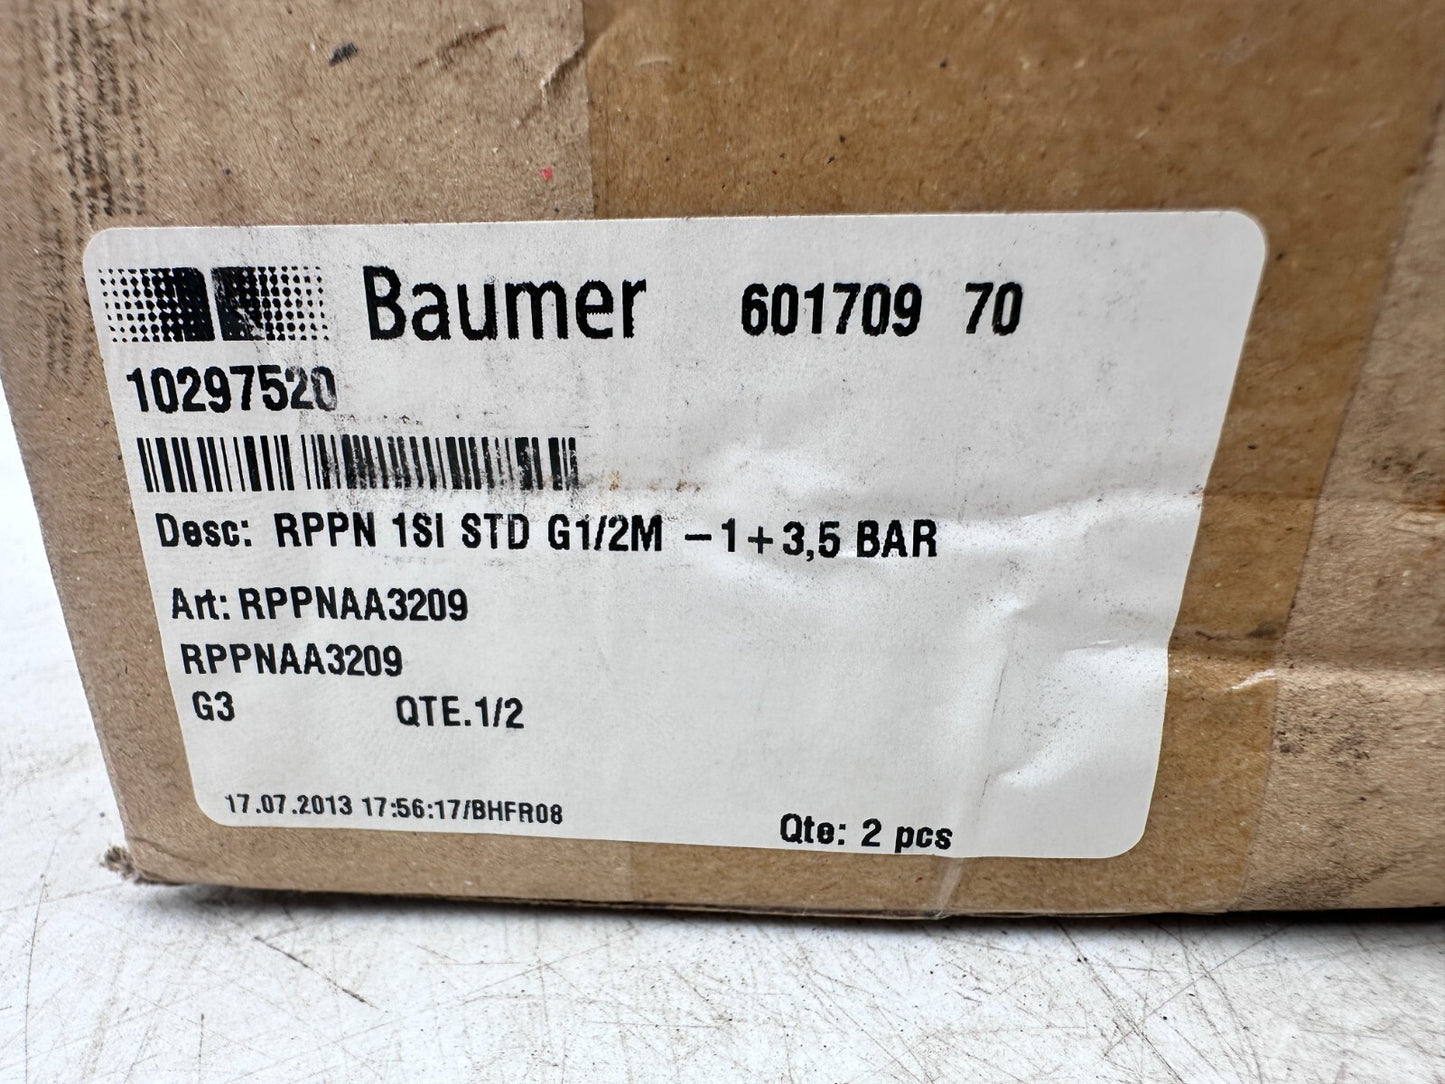 Baumer 601709 70
10297520
Desc: RPPN 1SI STD G1/2M -1+3,5 BAR
Art: RPPNAA3209
RPPNAA3209
G3 QTE.1/2
17.07.2013 17:56:17/BHFR08
Qte: 2 pcs